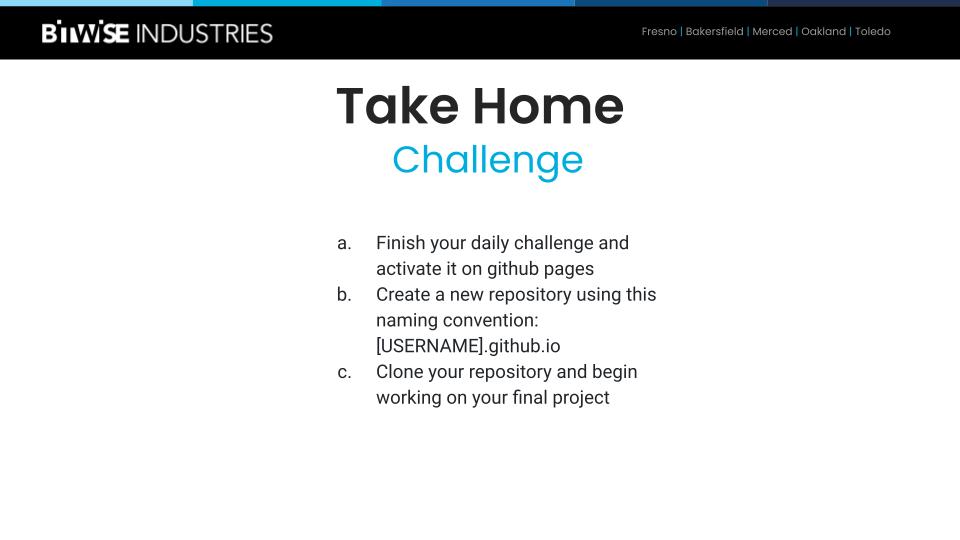 BITWISE INDUSTRIES
Fresno | Bakersfield | Merced | Oakland | Toledo
Take Home
Challenge
a. Finish your daily challenge and
activate it on github pages
b. Create a new repository using this
naming convention:
[USERNAME].github.io
c. Clone your repository and begin
working on your final project